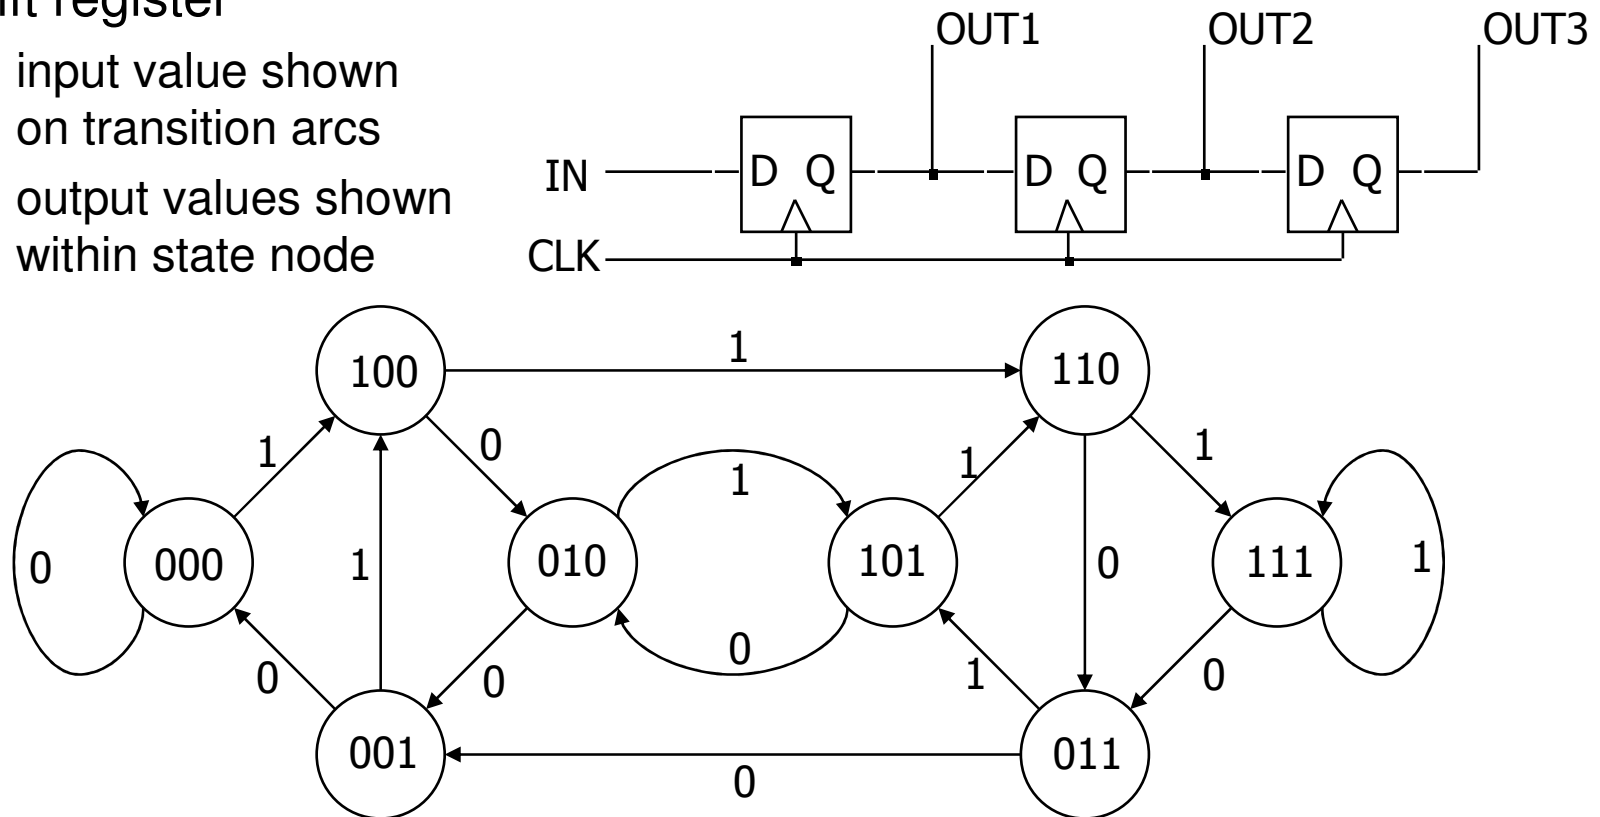 register
input value shown
on transition arcs
output values shown
within state node
OUT1 OUT2 OUT3
IN D Q D Q D Q
CLK
1
100 110
1 0 1 1
1
0 000 1 010 101 0 111 1
0
0 0 1 0
001 011
0